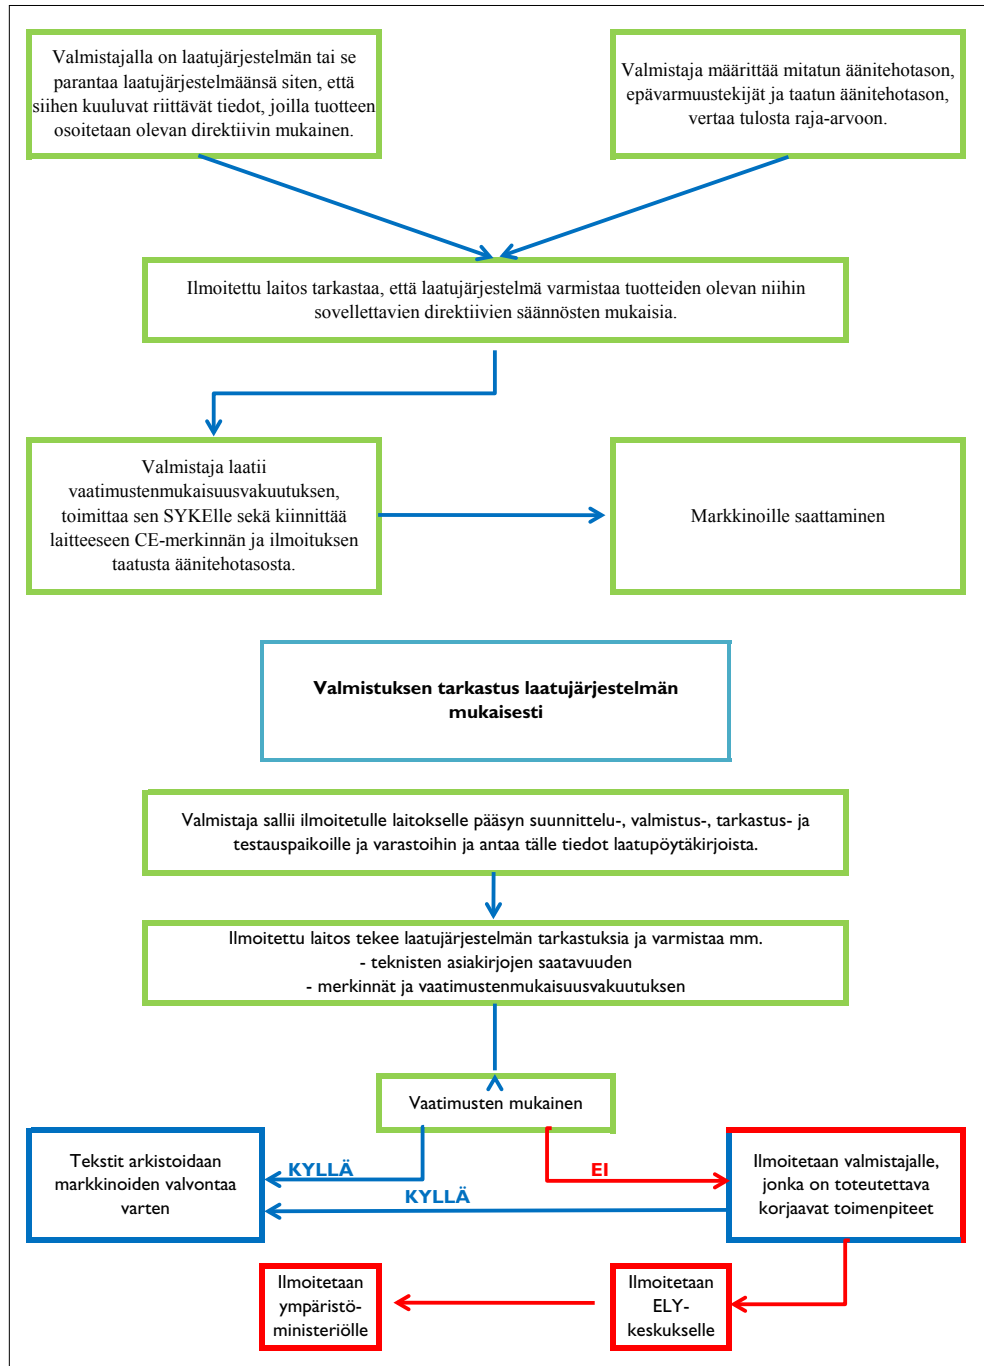 Valmistajalla on laatujärjestelmän tai se
parantaa laatujärjestelmäänsä siten, että
siihen kuuluvat riittävät tiedot, joilla tuotteen
osoitetaan olevan direktiivin mukainen.
Valmistaja määrittää mitatun äänitehotason,
epävarmuustekijät ja taatun äänitehotason,
vertaa tulosta raja-arvoon.
Ilmoitettu laitos tarkastaa, että laatujärjestelmä varmistaa tuotteiden olevan niihin
sovellettavien direktiivien säännösten mukaisia.
Valmistaja laatii
vaatimustenmukaisuusvakuutuksen,
toimittaa sen SYKElle sekä kiinnittää
laitteeseen CE-merkinnän ja ilmoituksen
taatusta äänitehotasosta.
Markkinoille saattaminen
Valmistuksen tarkastus laatujärjestelmän
mukaisesti
Valmistaja sallii ilmoitetulle laitokselle pääsyn suunnittelu-, valmistus-, tarkastus- ja
testauspaikoille ja varastoihin ja antaa tälle tiedot laatupöytäkirjoista.
Ilmoitettu laitos tekee laatujärjestelmän tarkastuksia ja varmistaa mm.
- teknisten asiakirjojen saatavuuden
- merkinnät ja vaatimustenmukaisuusvakuutuksen
Vaatimusten mukainen
Tekstit arkistoidaan
markkinoiden valvontaa
varten
KYLLÄ
EI
KYLLÄ
Ilmoitetaan valmistajalle,
jonka on toteutettava
korjaavat toimenpiteet
Ilmoitetaan
ympäristö-
ministeriölle
Ilmoitetaan
ELY-
keskukselle